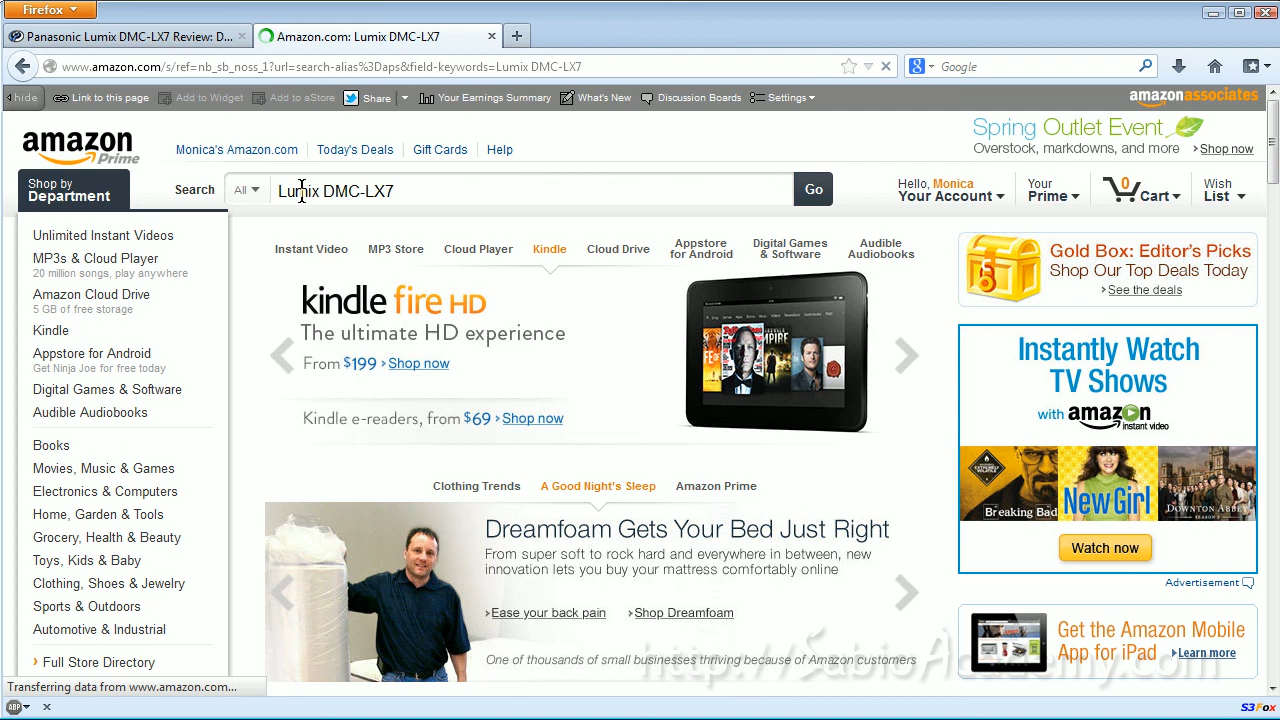 Firefox
Panasonic Lumix DMC-LX7 Review: D...
Amazon.com: Lumix DMC-LX7
www.amazon.com/s/ref=nb_sb_noss_1?url=search-alias%3Daps&field-keywords=Lumix DMC-LX7
Google
hide
Link to this page
Add to Widget
Add to eStore
Share
Your Earnings Summary
What's New
Discussion Boards
Settings
amazonassociates
amazon
Prime
Monica's Amazon.com
Today's Deals
Gift Cards
Help
Spring Outlet Event
Overstock, markdowns, & more
Shop now
Shop by
Department
Search
All
Lumix DMC-LX7
Go
Hello, Monica
Your Account
Your
Prime
0
Cart
Wish
List
Unlimited Instant Videos
MP3s & Cloud Player
20 million songs, play anywhere
Amazon Cloud Drive
5 GB of free storage
Kindle
Appstore for Android
Get Ninja Joe for free today
Digital Games & Software
Audible Audiobooks
Books
Movies, Music & Games
Electronics & Computers
Home, Garden & Tools
Grocery, Health & Beauty
Toys, Kids & Baby
Clothing, Shoes & Jewelry
Sports & Outdoors
Automotive & Industrial
Full Store Directory
Instant Video
MP3 Store
Cloud Player
Kindle
Cloud Drive
Appstore
for Android
Digital Games
& Software
Audible
Audiobooks
kindle fire HD
The ultimate HD experience
From $199 Shop now
Kindle e-readers, from $69 Shop now
Clothing Trends
A Good Night's Sleep
Amazon Prime
Dreamfoam Gets Your Bed Just Right
From super soft to rock hard and everywhere in between, new
innovation lets you buy your mattress comfortably online
Ease your back pain
Shop Dreamfoam
One of thousands of small businesses thriving because of Amazon customers
Gold Box: Editor's Picks
Shop Our Top Deals Today
See the deals
Instantly Watch
TV Shows
with amazon
instant video
Breaking Bad
New Girl
DOWNTON ABBEY
Watch now
Advertisement
Get the Amazon Mobile
App for iPad
Learn more
http://SabioAcademy.com
Transferring data from www.amazon.com...
ABP
S3Fox